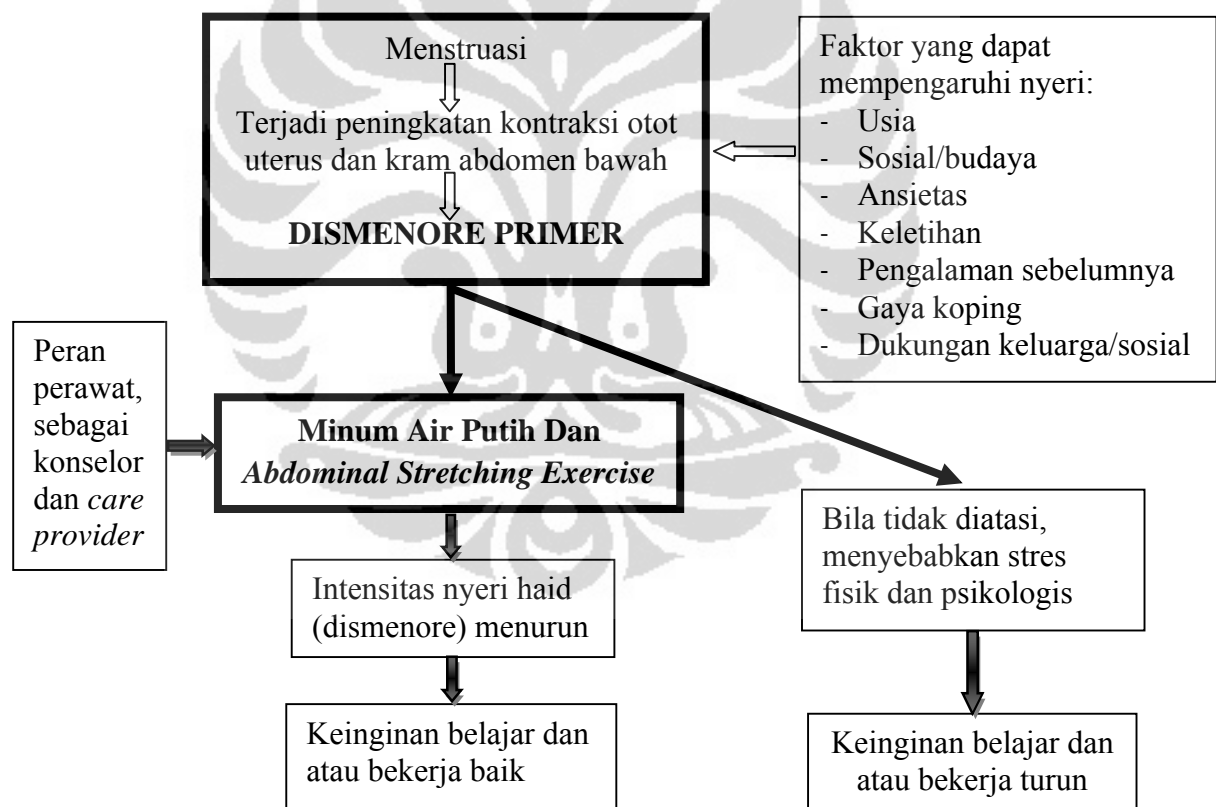 Menstruasi
Terjadi peningkatan kontraksi otot
uterus dan kram abdomen bawah
DISMENORE PRIMER
Faktor yang dapat
mempengaruhi nyeri:
- Usia
- Sosial/budaya
- Ansietas
- Keletihan
- Pengalaman sebelumnya
- Gaya koping
- Dukungan keluarga/sosial
Peran
perawat,
sebagai
konselor
dan care
provider
Minum Air Putih Dan
Abdominal Stretching Exercise
Bila tidak diatasi,
menyebabkan stres
fisik dan psikologis
Intensitas nyeri haid
(dismenore) menurun
Keinginan belajar dan
atau bekerja baik
Keinginan belajar dan
atau bekerja turun